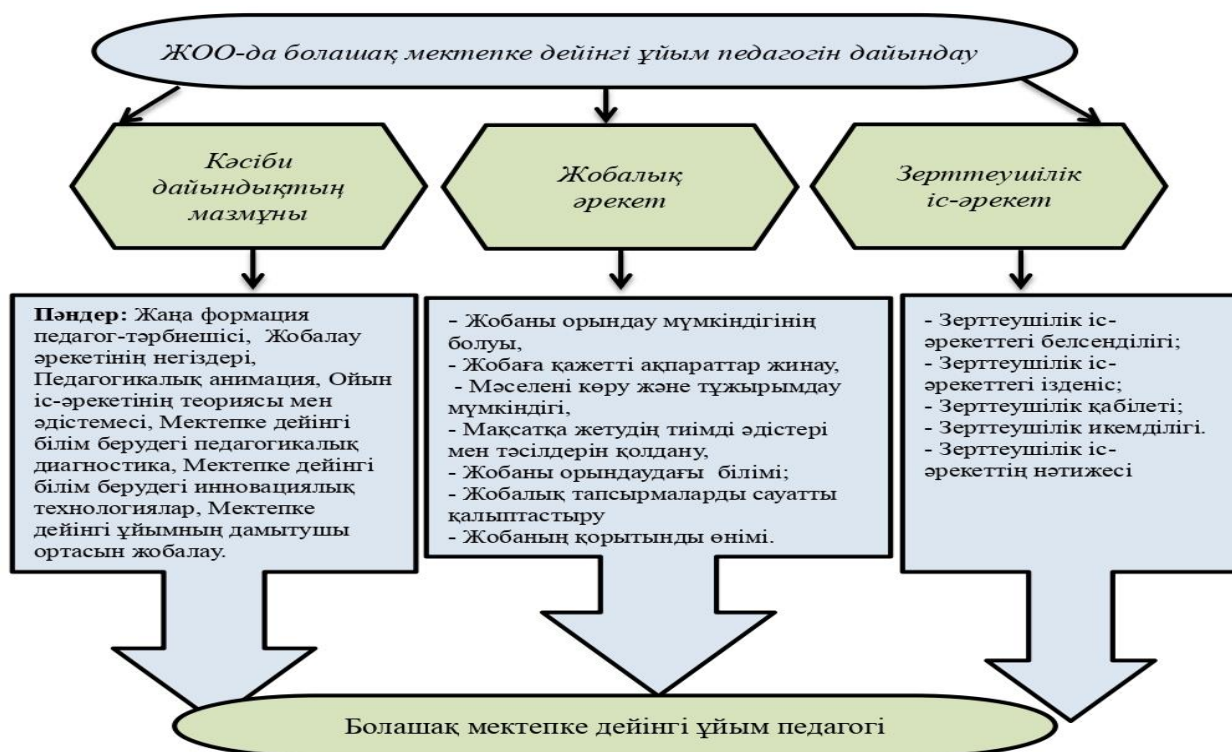 ЖОО-да болашақ мектепке дейінгі ұйым педагогін дайындау
Кәсіби
дайындықтың
мазмұны
Жобалық
әрекет
Зерттеушілік
іс-әрекет
Пәндер: Жаңа формация
педагог-тәрбиешісі, Жобалау
әрекетінің негіздері,
Педагогикалық анимация, Ойын
іс-әрекетінің теориясы мен
әдістемесі, Мектепке дейінгі
білім берудегі педагогикалық
диагностика, Мектепке дейінгі
білім берудегі инновациялық
технологиялар, Мектепке
дейінгі ұйымның дамытушы
ортасын жобалау.
- Жобаны орындау мүмкіндігінің
болуы,
- Жобаға қажетті ақпараттар жинау,
- Мәселені көру және тұжырымдау
мүмкіндігі,
- Мақсатқа жетудің тиімді әдістері
мен тәсілдерін қолдану,
- Жобаны орындаудағы білімі;
- Жобалық тапсырмаларды сауатты
қалыптастыру
- Жобаның қорытынды өнімі.
- Зерттеушілік іс-
әрекеттегі белсенділігі;
- Зерттеушілік іс-
әрекеттегі ізденіс;
- Зерттеушілік қабілеті;
- Зерттеушілік икемділігі.
- Зерттеушілік іс-
әрекеттің нәтижесі
Болашақ мектепке дейінгі ұйым педагогі